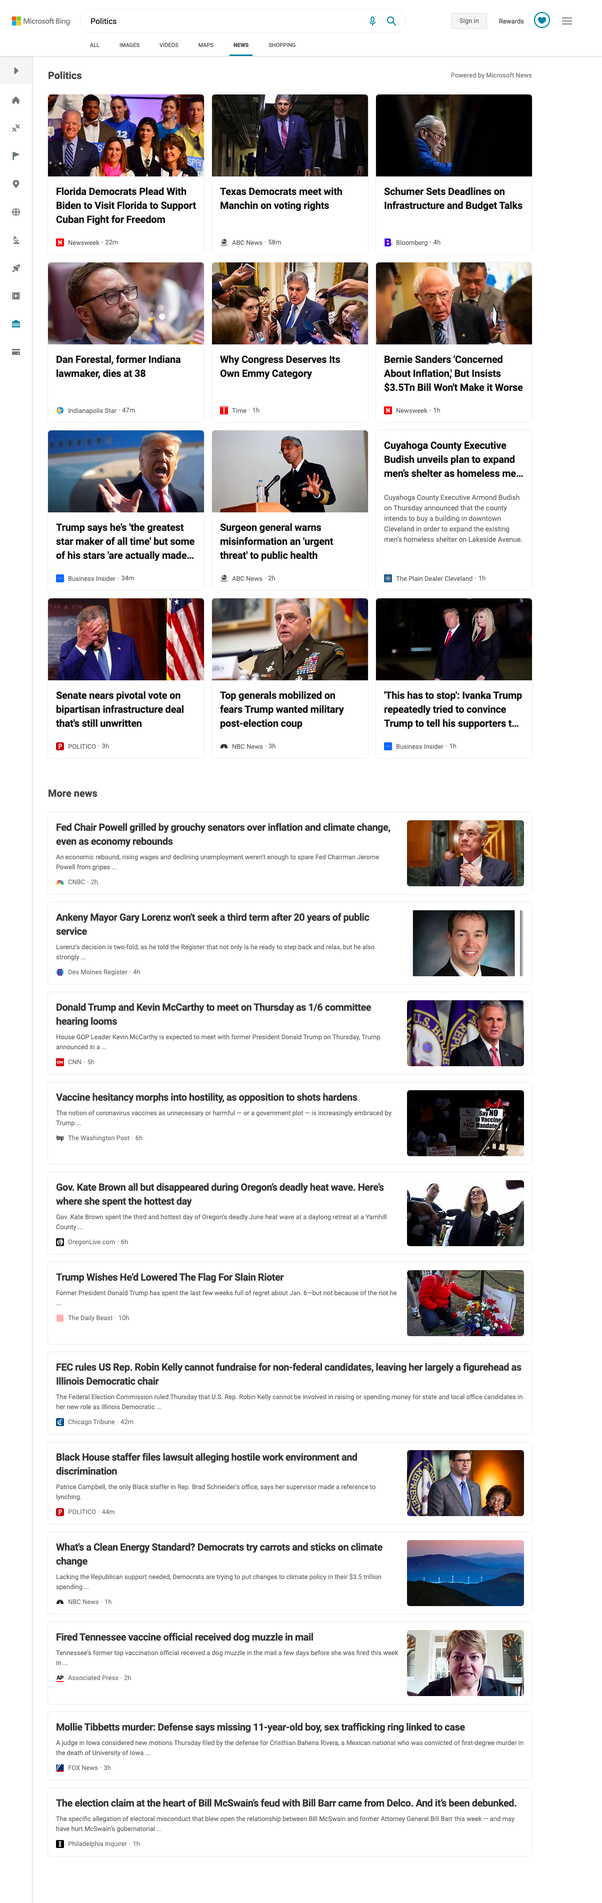 Microsoft Bing
Politics
Sign in
Rewards
ALL
IMAGES
VIDEOS
MAPS
NEWS
SHOPPING
Politics
Powered by Microsoft News
Florida Democrats Plead With
Biden to Visit Florida to Support
Cuban Fight for Freedom
Newsweek · 22m
Texas Democrats meet with
Manchin on voting rights
ABC News · 58m
Schumer Sets Deadlines on
Infrastructure and Budget Talks
Bloomberg · 4h
Dan Forestal, former Indiana
lawmaker, dies at 38
Indianapolis Star · 47m
Why Congress Deserves Its
Own Emmy Category
Time · 1h
Bernie Sanders 'Concerned
About Inflation,' But Insists
$3.5Tn Bill Won't Make it Worse
Newsweek · 1h
Trump says he's 'the greatest
star maker of all time' but some
of his stars 'are actually made...
Business Insider · 34m
Surgeon general warns
misinformation an 'urgent
threat' to public health
ABC News · 2h
Cuyahoga County Executive
Budish unveils plan to expand
men's shelter as homeless me...
Cuyahoga County Executive Armond Budish
on Thursday announced that the county
intends to buy a building in downtown
Cleveland in order to expand the existing
men's homeless shelter on Lakeside Avenue.
The Plain Dealer Cleveland · 1h
Senate nears pivotal vote on
bipartisan infrastructure deal
that's still unwritten
POLITICO · 3h
Top generals mobilized on
fears Trump wanted military
post-election coup
NBC News · 3h
'This has to stop': Ivanka Trump
repeatedly tried to convince
Trump to tell his supporters t...
Business Insider · 1h
More news
Fed Chair Powell grilled by grouchy senators over inflation and climate change,
even as economy rebounds
An economic rebound, rising wages and declining unemployment weren't enough to spare Fed Chairman Jerome
Powell from gripes ...
CNBC · 2h
Ankeny Mayor Gary Lorenz won't seek a third term after 20 years of public
service
Lorenz's decision is two-fold, as he told the Register that not only is he ready to step back and relax, but he also
strongly ...
Des Moines Register · 4h
Donald Trump and Kevin McCarthy to meet on Thursday as 1/6 committee
hearing looms
House GOP Leader Kevin McCarthy is expected to meet with former President Donald Trump on Thursday, Trump
announced in a ...
CNN · 5h
Vaccine hesitancy morphs into hostility, as opposition to shots hardens
The notion of coronavirus vaccines as unnecessary or harmful — or a government plot — is increasingly embraced by
Trump ...
The Washington Post · 6h
Say NO
to Vaccine
Mandates
Gov. Kate Brown all but disappeared during Oregon's deadly heat wave. Here's
where she spent the hottest day
Gov. Kate Brown spent the third and hottest day of Oregon's deadly June heat wave at a daylong retreat at a Yamhill
County ...
OregonLive.com · 6h
Trump Wishes He'd Lowered The Flag For Slain Rioter
Former President Donald Trump has spent the last few weeks full of regret about Jan. 6—but not because of the riot he
...
The Daily Beast · 10h
FEC rules US Rep. Robin Kelly cannot fundraise for non-federal candidates, leaving her largely a figurehead as
Illinois Democratic chair
The Federal Election Commission ruled Thursday that U.S. Rep. Robin Kelly cannot be involved in raising or spending money for state and local office candidates in
her new role as Illinois Democratic ...
Chicago Tribune · 42m
Black House staffer files lawsuit alleging hostile work environment and
discrimination
Patrice Campbell, the only Black staffer in Rep. Brad Schneider's office, says her supervisor made a reference to
lynching.
POLITICO · 44m
What's a Clean Energy Standard? Democrats try carrots and sticks on climate
change
Lacking the Republican support needed, Democrats are trying to put changes to climate policy in their $3.5 trillion
spending ...
NBC News · 1h
Fired Tennessee vaccine official received dog muzzle in mail
Tennessee's former top vaccination official received a dog muzzle in the mail a few days before she was fired this week
in ...
Associated Press · 2h
Mollie Tibbetts murder: Defense says missing 11-year-old boy, sex trafficking ring linked to case
A judge in Iowa considered new motions Thursday filed by the defense for Cristhian Bahena Rivera, a Mexican national who was convicted of first-degree murder in
the death of University of Iowa ...
FOX News · 3h
The election claim at the heart of Bill McSwain's feud with Bill Barr came from Delco. And it's been debunked.
The specific allegation of electoral misconduct that blew open the relationship between Bill McSwain and former Attorney General Bill Barr this week — and may
have hurt McSwain's gubernatorial ...
Philadelphia Inquirer · 1h